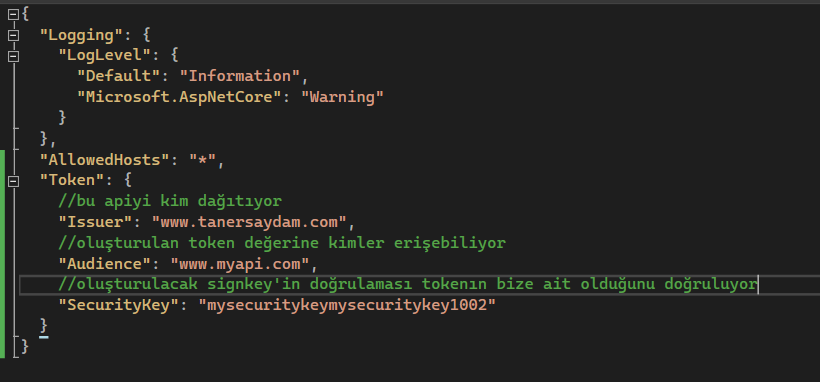 {
  "Logging": {
    "LogLevel": {
      "Default": "Information",
      "Microsoft.AspNetCore": "Warning"
    }
  },
  "AllowedHosts": "*",
  "Token": {
    //bu apiyi kim dağıtıyor
    "Issuer": "www.tanersaydam.com",
    //oluşturulan token değerine kimler erişebiliyor
    "Audience": "www.myapi.com",
    //oluşturulacak signkey'in doğrulaması tokenın bize ait olduğunu doğruluyor
    "SecurityKey": "mysecuritykeymysecuritykey1002"
  }
}